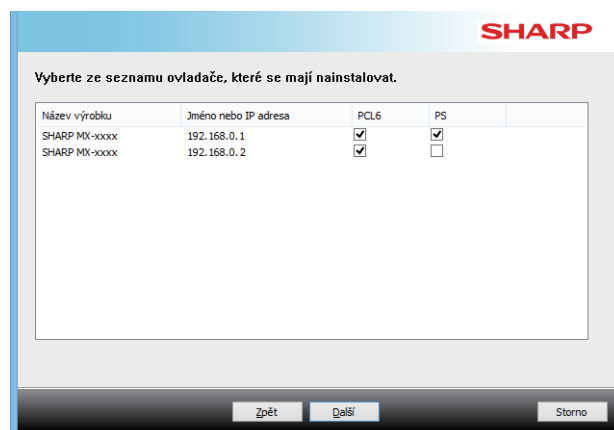 SHARP
Vyberte ze seznamu ovladače, které se mají nainstalovat.
Název výrobku Jméno nebo IP adresa PCL6 PS
SHARP MX-xxxx 192.168.0.1
SHARP MX-xxxx 192.168.0.2
Zpět Další Storno